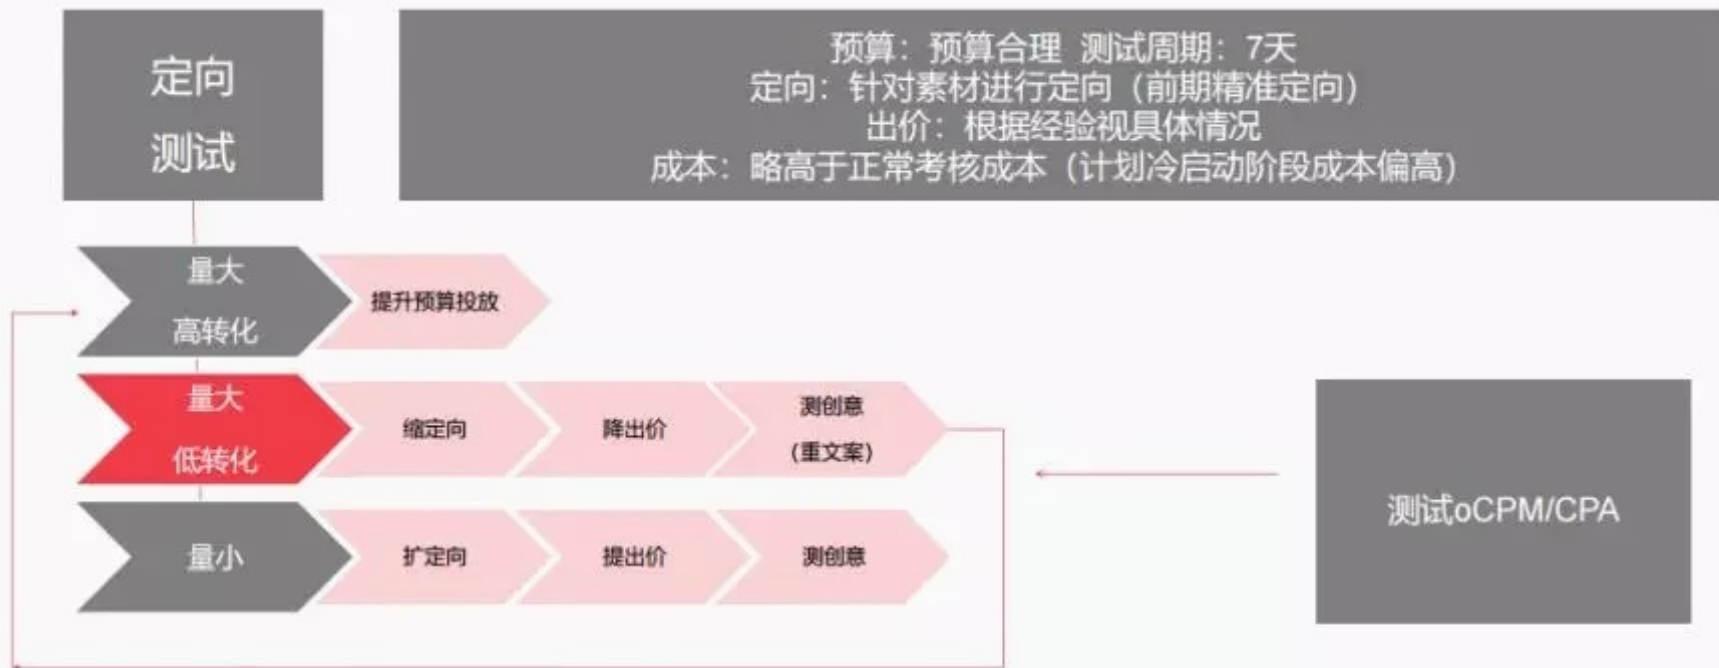 定向
测试
预算：预算合理 测试周期：7天
定向：针对素材进行定向（前期精准定向）
出价：根据经验视具体情况
成本：略高于正常考核成本（计划冷启动阶段成本偏高）
量大
高转化
提升预算投放
量大
低转化
缩定向
降出价
测创意
（重文案）
量小
扩定向
提出价
测创意
测试oCPM/CPA